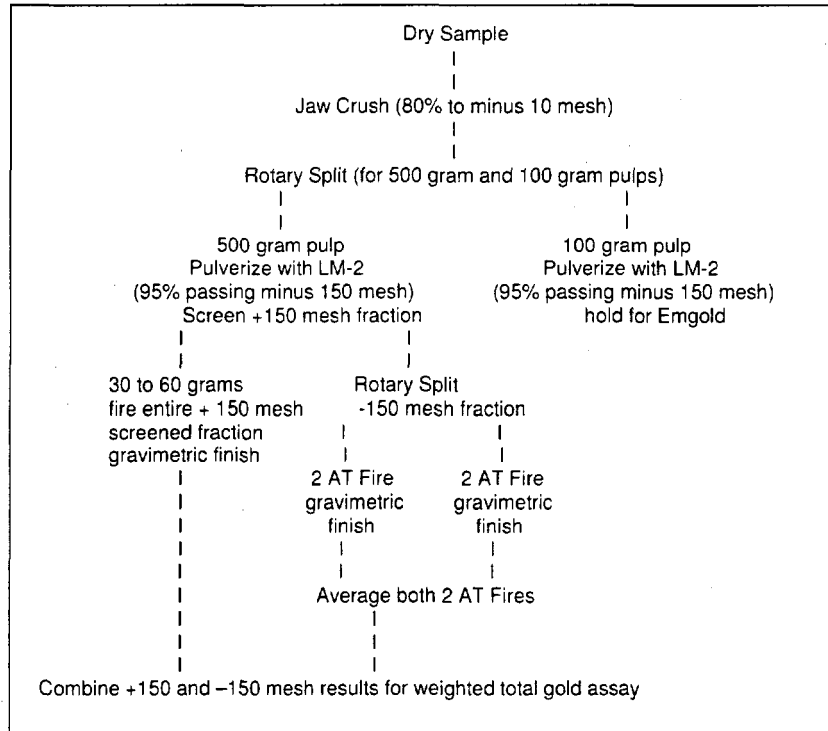 Dry Sample
Jaw Crush (80% to minus 10 mesh)
Rotary Split (for 500 gram and 100 gram pulps)
500 gram pulp
Pulverize with LM-2
(95% passing minus 150 mesh)
Screen +150 mesh fraction
100 gram pulp
Pulverize with LM-2
(95% passing minus 150 mesh)
hold for Emgold
30 to 60 grams
fire entire + 150 mesh
screened fraction
gravimetric finish
Rotary Split
-150 mesh fraction
2 AT Fire
gravimetric
finish
2 AT Fire
gravimetric
finish
Average both 2 AT Fires
Combine +150 and –150 mesh results for weighted total gold assay